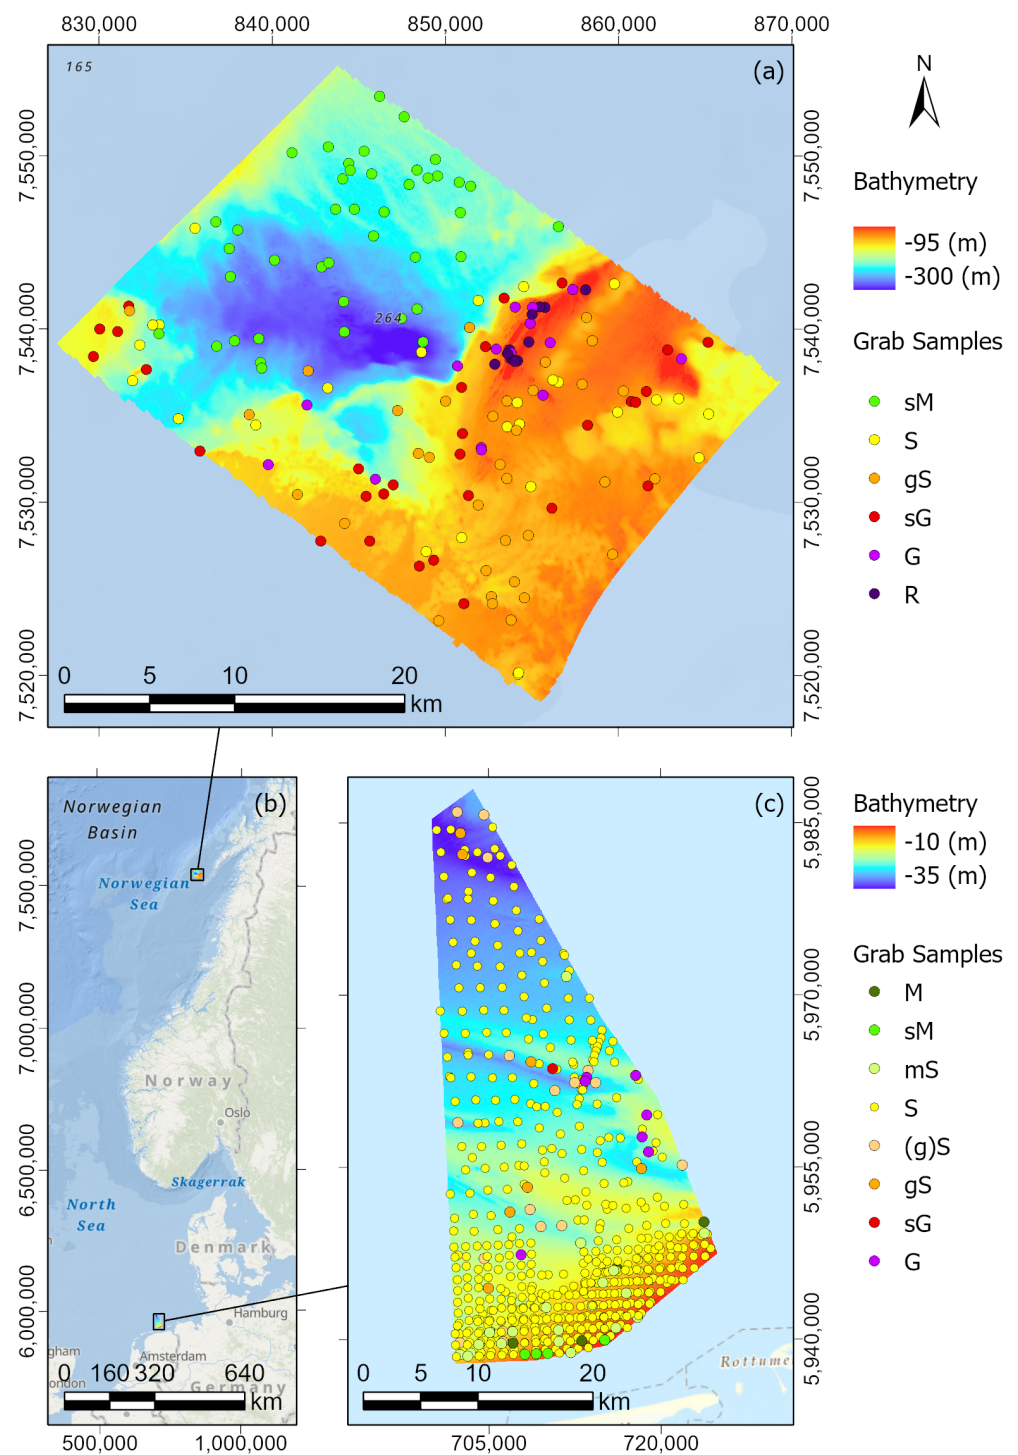 830,000
840,000
850,000
860,000
870,000
165
(a)
N
7,550,000
7,550,000
Bathymetry
-95 (m)
-300 (m)
7,540,000
264
7,540,000
Grab Samples
sM
S
gS
sG
G
R
7,530,000
7,530,000
7,520,000
7,520,000
0
5
10
20
km
(b)
(c)
Norwegian
Basin
Norwegian
Sea
Norway
Oslo
Skagerrak
North
Sea
Denmark
Hamburg
gham
Amsterdam
ondon
Germany
0
160
320
640
km
7,500,000
7,000,000
6,500,000
6,000,000
500,000
1,000,000
5,985,000
5,970,000
5,955,000
5,940,000
Rottume
0
5
10
20
km
705,000
720,000
Bathymetry
-10 (m)
-35 (m)
Grab Samples
M
sM
mS
S
(g)S
gS
sG
G